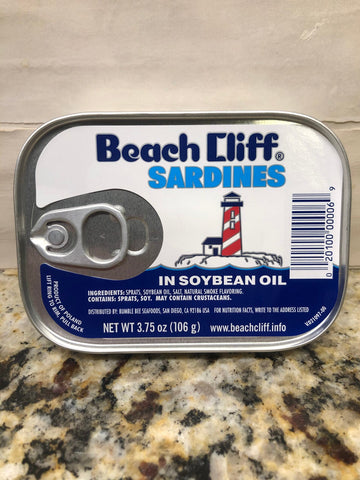 Beach Cliff®
SARDINES
IN SOYBEAN OIL
INGREDIENTS: SPRATS, SOYBEAN OIL, SALT, NATURAL SMOKE FLAVORING.
CONTAINS: SPRATS, SOY. MAY CONTAIN CRUSTACEANS.
DISTRIBUTED BY: BUMBLE BEE SEAFOODS, SAN DIEGO, CA 92186 USA FOR NUTRITION FACTS, WRITE TO THE ADDRESS LISTED
NET WT 3.75 oz (106 g) www.beachcliff.info
PRODUCT OF POLAND
LIFT RING TO RIM, PULL BACK
0 20100 00006 9